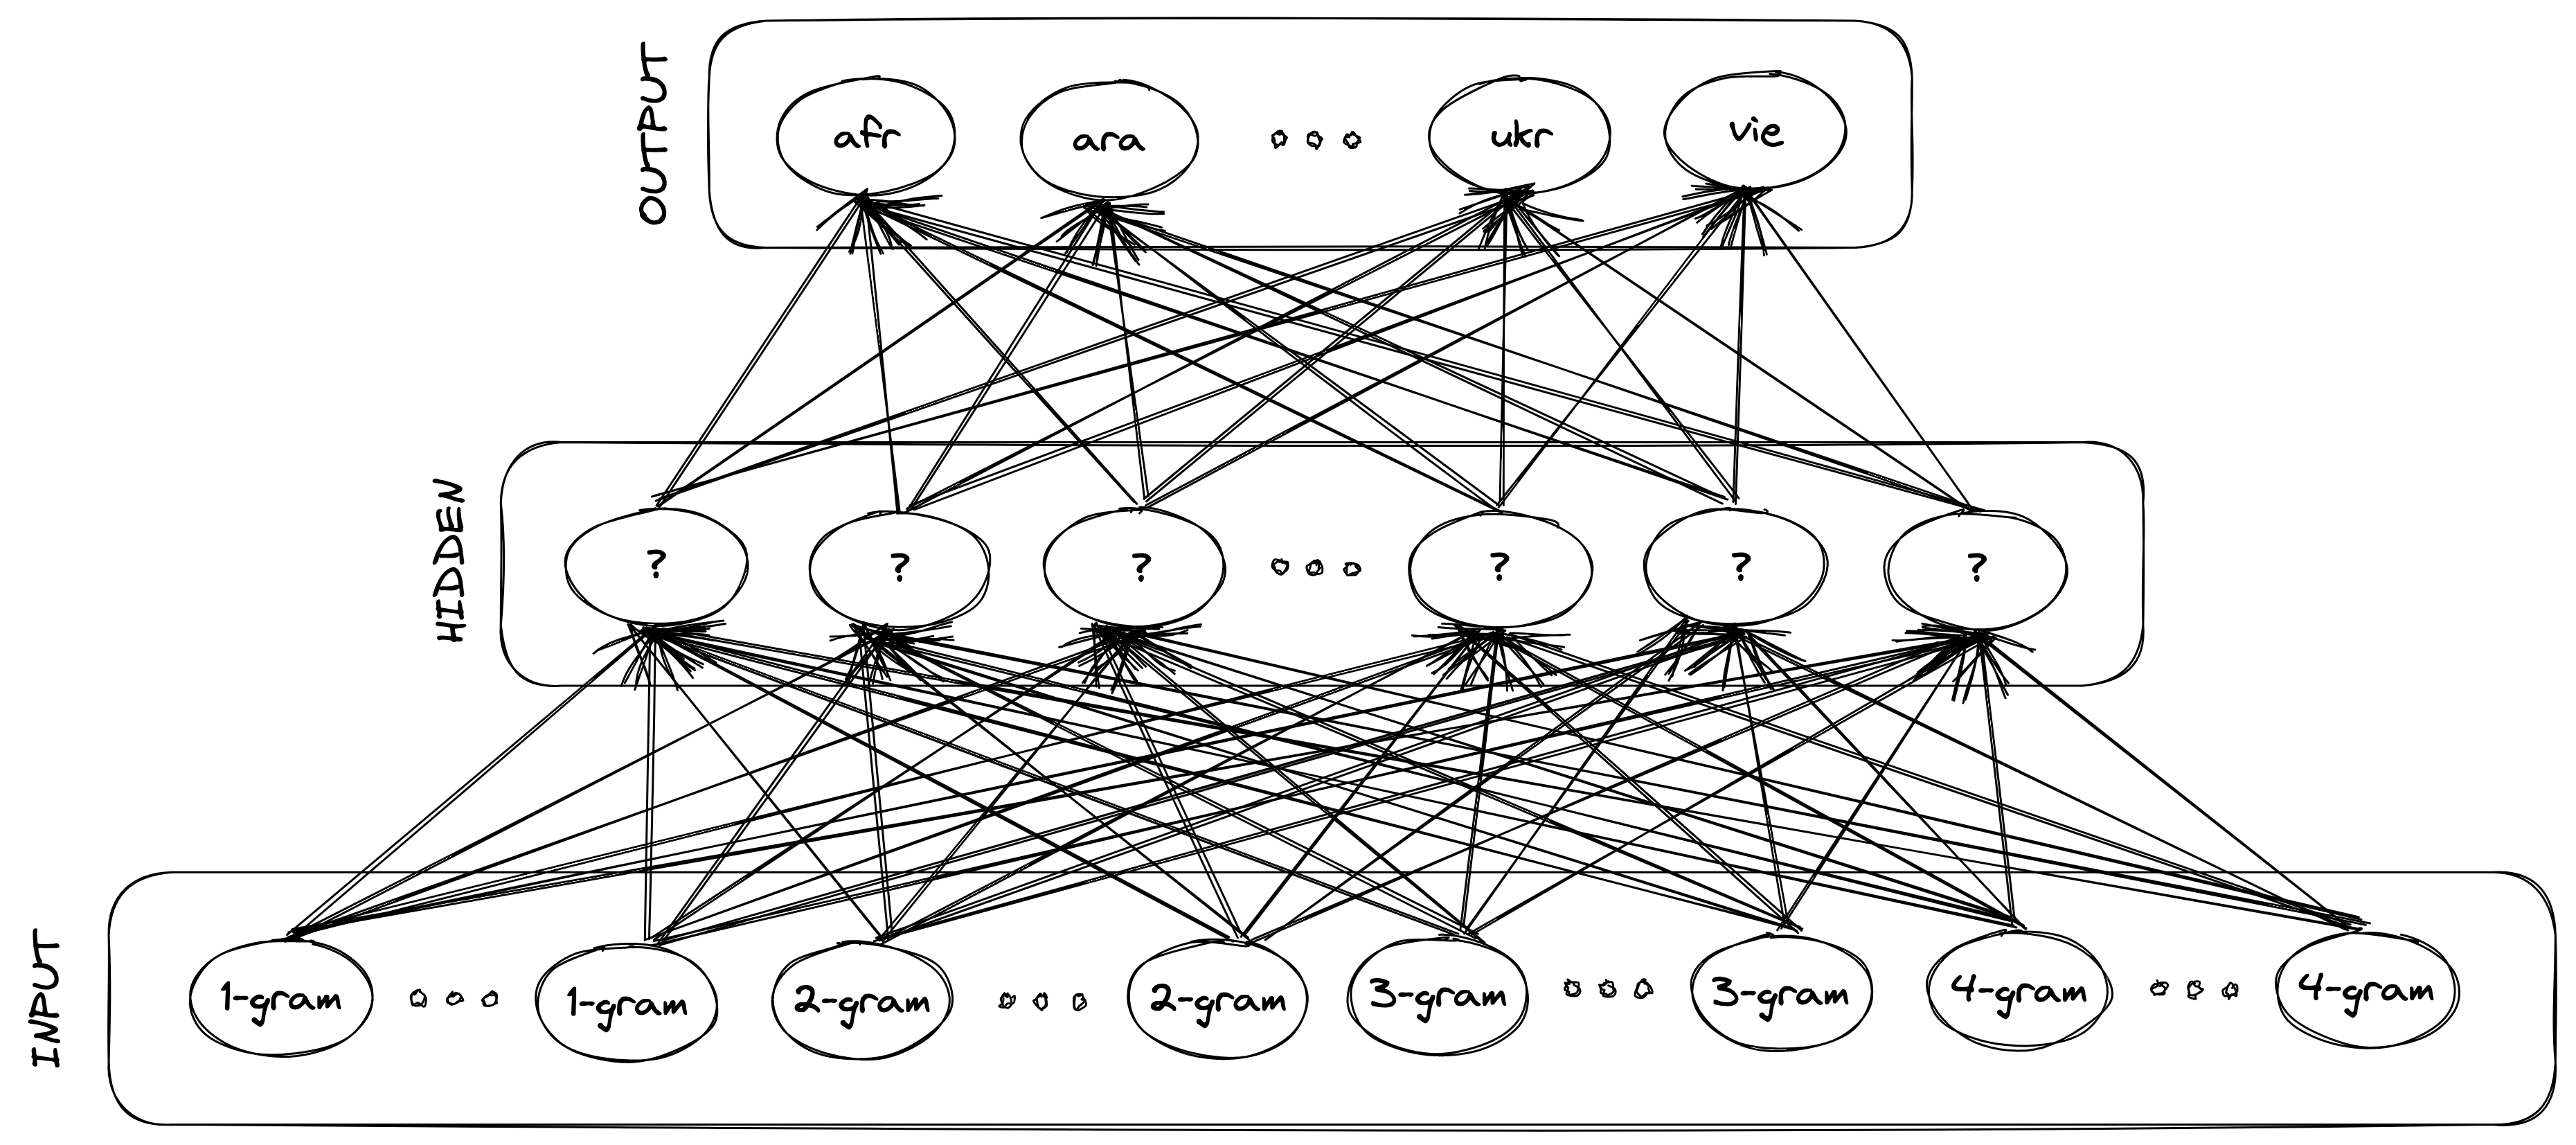 OUTPUT
afr ara ukr vie
HIDDEN
? ? ? ? ? ?
INPUT
1-gram 1-gram 2-gram 2-gram 3-gram 3-gram 4-gram 4-gram